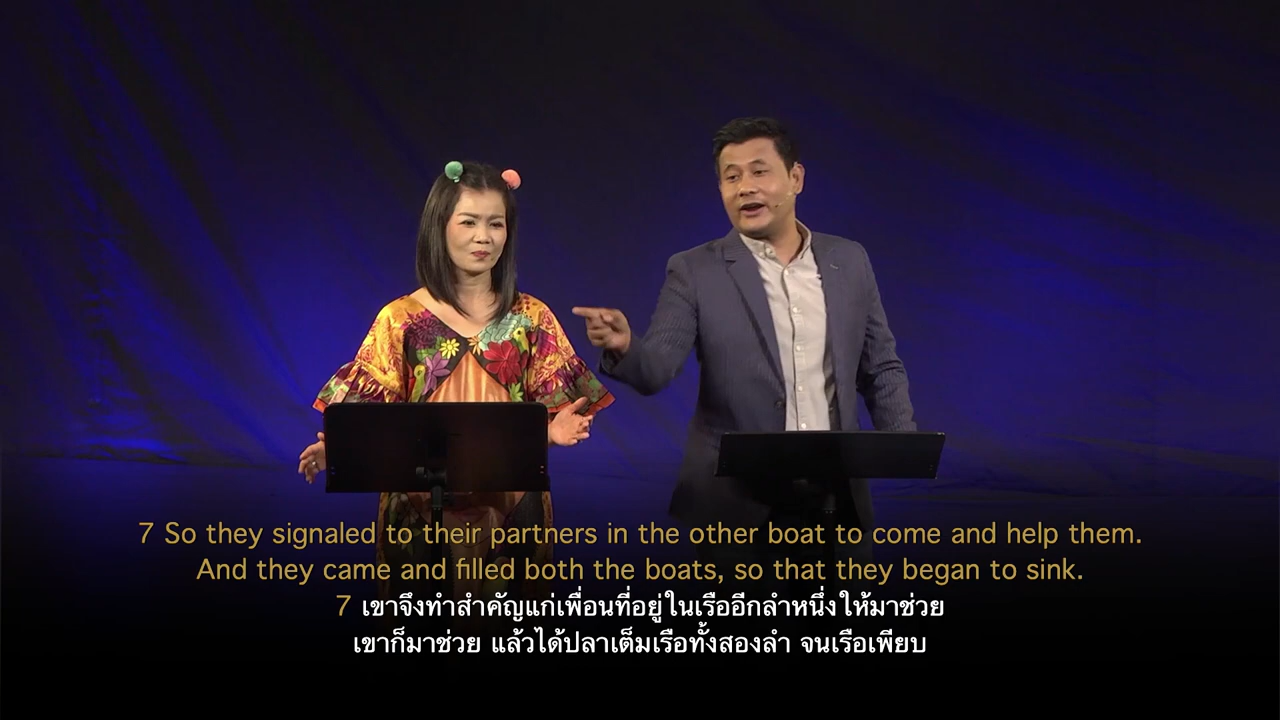 7 So they signaled to their partners in the other boat to come and help them.
And they came and filled both the boats, so that they began to sink.
7 เขาจึงทำสำคัญแก่เพื่อนที่อยู่ในเรืออีกลำหนึ่งให้มาช่วย
เขาก็มาช่วย แล้วได้ปลาเต็มเรือทั้งสองลำ จนเรือเพียบ